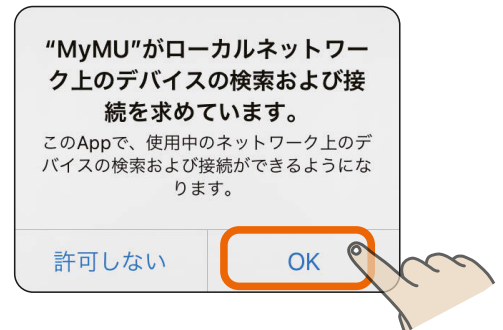 “MyMU”がローカルネットワー
ク上のデバイスの検索および接
続を求めています。
このAppで、使用中のネットワーク上のデ
バイスの検索および接続ができるようにな
ります。
許可しない
OK